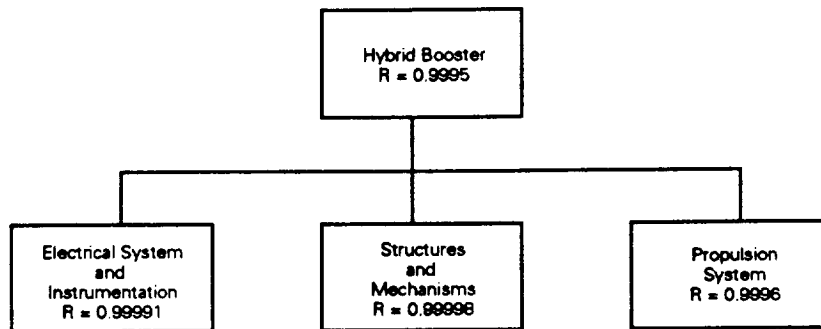 Hybrid Booster
R = 0.9995
Electrical System
and
Instrumentation
R = 0.99991
Structures
and
Mechanisms
R = 0.99998
Propulsion
System
R = 0.9996